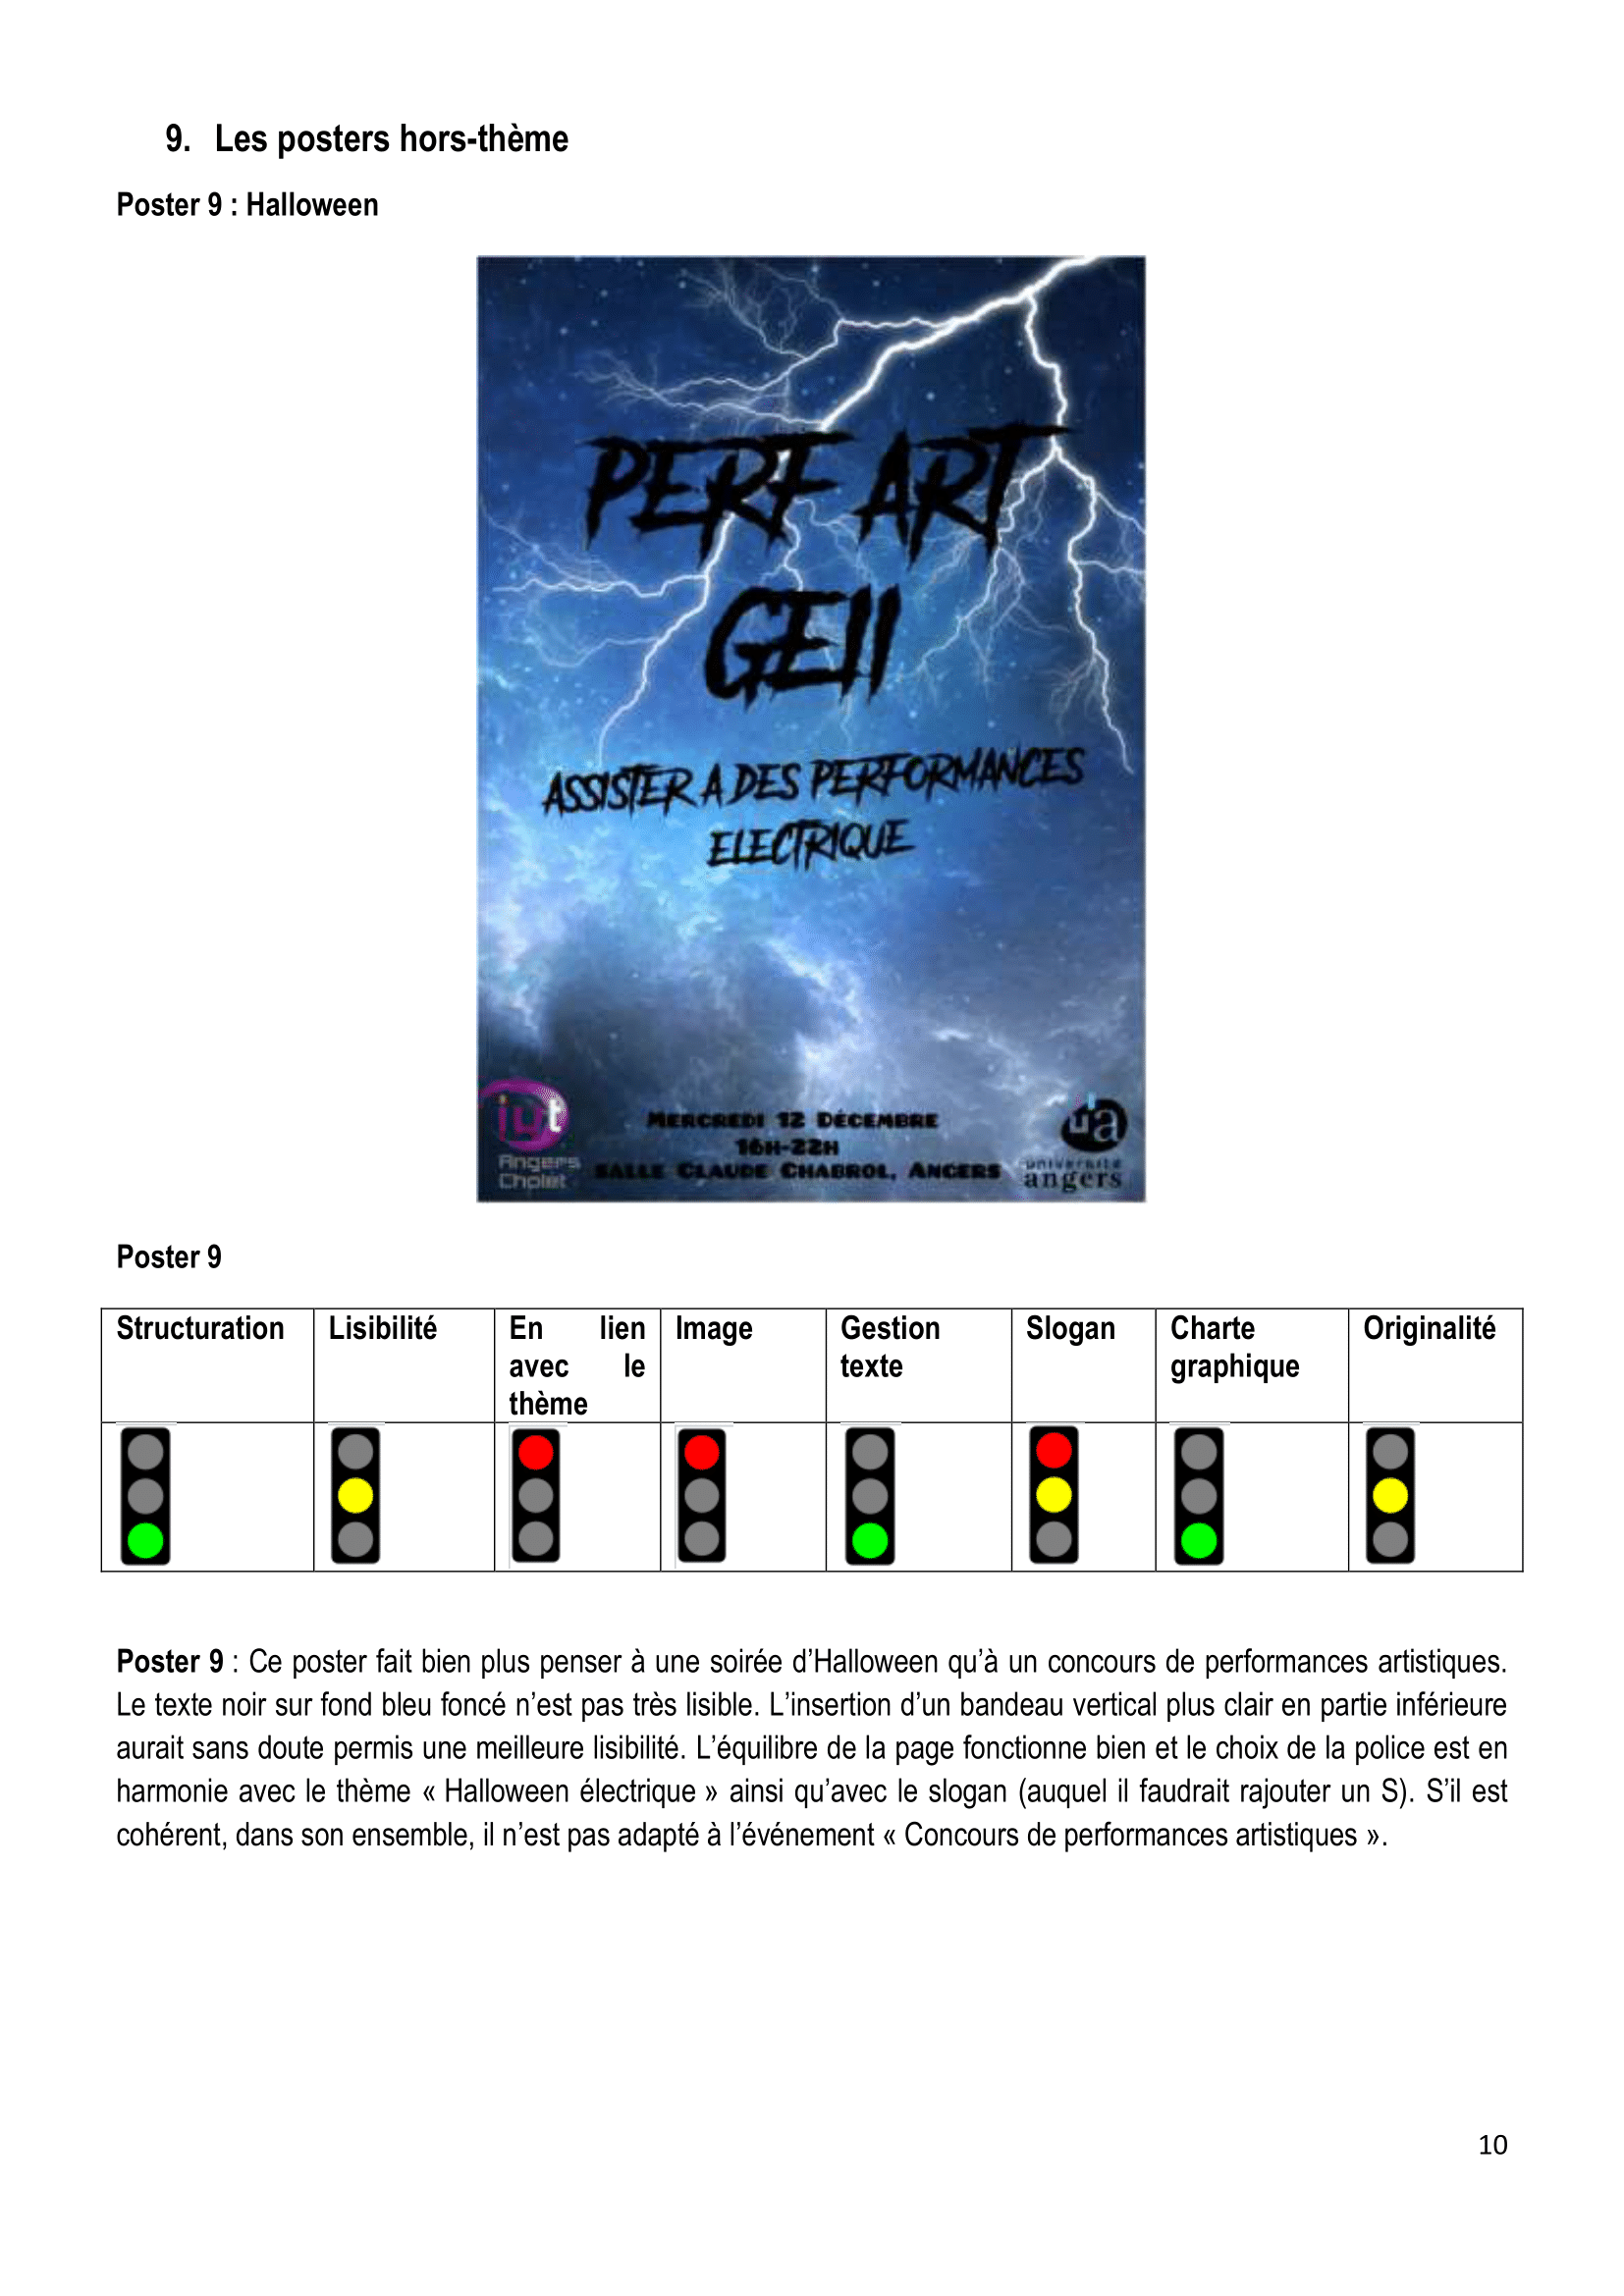 9. Les posters hors-thème
Poster 9 : Halloween
PERF ART
GEII
ASSISTER A DES PERFORMANCES
ELECTRIQUE
iut
Angers
Cholet
Mercredi 12 Décembre
16h-22h
Salle Claude Chabrol, Angers
ua
université
angers
Poster 9
Structuration Lisibilité En lien avec le thème Image Gestion texte Slogan Charte graphique Originalité
Poster 9 : Ce poster fait bien plus penser à une soirée d’Halloween qu’à un concours de performances artistiques.
Le texte noir sur fond bleu foncé n’est pas très lisible. L’insertion d’un bandeau vertical plus clair en partie inférieure
aurait sans doute permis une meilleure lisibilité. L’équilibre de la page fonctionne bien et le choix de la police est en
harmonie avec le thème « Halloween électrique » ainsi qu’avec le slogan (auquel il faudrait rajouter un S). S’il est
cohérent, dans son ensemble, il n’est pas adapté à l’événement « Concours de performances artistiques ».
10